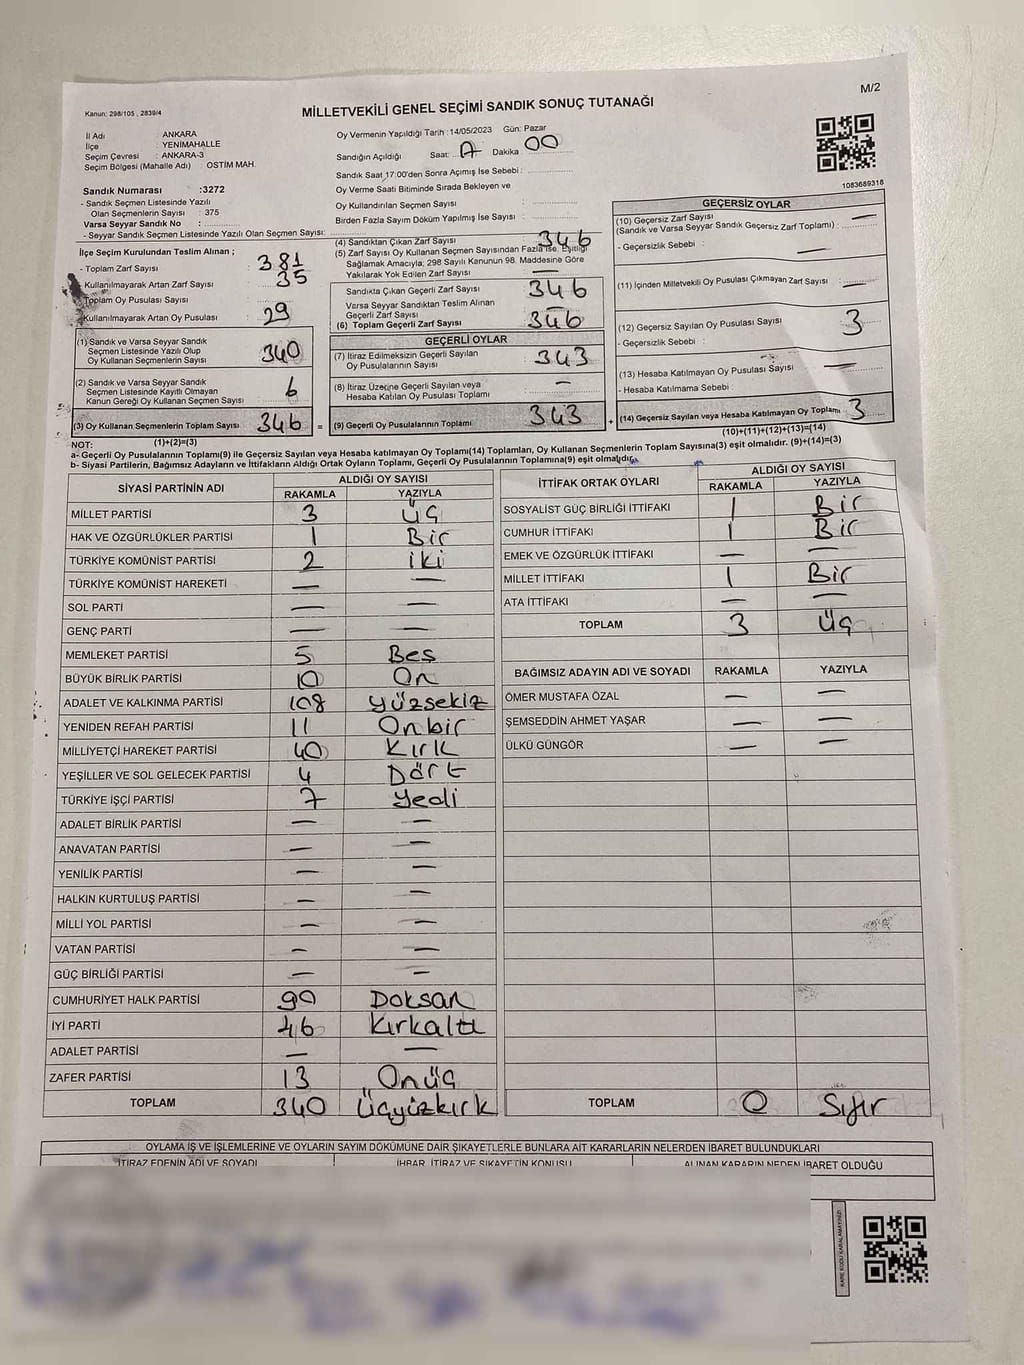 M/2
Kanun: 298/105 , 2839/4
MİLLETVEKİLİ GENEL SEÇİMİ SANDIK SONUÇ TUTANAĞI
İl Adı : ANKARA
İlçe : YENİMAHALLE
Seçim Çevresi : ANKARA-3
Seçim Bölgesi (Mahalle Adı) : OSTİM MAH.
Sandık Numarası :3272
- Sandık Seçmen Listesinde Yazılı
Olan Seçmenlerin Sayısı : 375
Varsa Seyyar Sandık No :
- Seyyar Sandık Seçmen Listesinde Yazılı Olan Seçmen Sayısı:
Oy Vermenin Yapıldığı Tarih : 14/05/2023 Gün: Pazar
Sandığın Açıldığı Saat: Dakika 00
Sandık Saat 17:00'den Sonra Açımış İse Sebebi :
Oy Verme Saati Bitiminde Sırada Bekleyen ve
Oy Kullandırılan Seçmen Sayısı :
Birden Fazla Sayım Döküm Yapılmış İse Sayısı :
1083689318
İlçe Seçim Kurulundan Teslim Alınan ;
- Toplam Zarf Sayısı : 381
Kullanılmayarak Artan Zarf Sayısı : 35
Toplam Oy Pusulası Sayısı :
Kullanılmayarak Artan Oy Pusulası : 29
(1) Sandık ve Varsa Seyyar Sandık
Seçmen Listesinde Yazılı Olup
Oy Kullanan Seçmenlerin Sayısı : 340
(2) Sandık ve Varsa Seyyar Sandık
Seçmen Listesinde Kayıtlı Olmayan
Kanun Gereği Oy Kullanan Seçmen Sayısı : 6
(3) Oy Kullanan Seçmenlerin Toplam Sayısı : 346 =
(4) Sandıktan Çıkan Zarf Sayısı : 346
(5) Zarf Sayısı Oy Kullanan Seçmen Sayısından Fazla ise, Eşitliği
Sağlamak Amacıyla; 298 Sayılı Kanunun 98. Maddesine Göre
Yakılarak Yok Edilen Zarf Sayısı : —
Sandıkta Çıkan Geçerli Zarf Sayısı : 346
Varsa Seyyar Sandıktan Teslim Alınan
Geçerli Zarf Sayısı : —
(6) Toplam Geçerli Zarf Sayısı : 346
GEÇERLİ OYLAR
(7) İtiraz Edilmeksizin Geçerli Sayılan
Oy Pusulalarının Sayısı : 343
(8) İtiraz Üzerine Geçerli Sayılan veya
Hesaba Katılan Oy Pusulası Toplamı : —
(9) Geçerli Oy Pusulalarının Toplamı : 343 +
GEÇERSİZ OYLAR
(10) Geçersiz Zarf Sayısı
(Sandık ve Varsa Seyyar Sandık Geçersiz Zarf Toplamı) : —
- Geçersizlik Sebebi : —
(11) İçinden Milletvekili Oy Pusulası Çıkmayan Zarf Sayısı : —
(12) Geçersiz Sayılan Oy Pusulası Sayısı : 3
- Geçersizlik Sebebi :
(13) Hesaba Katılmayan Oy Pusulası Sayısı : —
- Hesaba Katılmama Sebebi :
(14) Geçersiz Sayılan veya Hesaba Katılmayan Oy Toplamı : 3
NOT: (1)+(2)=(3) (10)+(11)+(12)+(13)=(14)
a- Geçerli Oy Pusulalarının Toplamı(9) ile Geçersiz Sayılan veya Hesaba katılmayan Oy Toplamı(14) Toplamları, Oy Kullanan Seçmenlerin Toplam Sayısına(3) eşit olmalıdır. (9)+(14)=(3)
b- Siyasi Partilerin, Bağımsız Adayların ve İttifakların Aldığı Ortak Oyların Toplamı, Geçerli Oy Pusulalarının Toplamına(9) eşit olmalıdır.
SİYASİ PARTİNİN ADI ALDIĞI OY SAYISI
RAKAMLA YAZIYLA
MİLLET PARTİSİ 3 Üç
HAK VE ÖZGÜRLÜKLER PARTİSİ 1 Bir
TÜRKİYE KOMÜNİST PARTİSİ 2 iki
TÜRKİYE KOMÜNİST HAREKETİ — —
SOL PARTİ — —
GENÇ PARTİ — —
MEMLEKET PARTİSİ 5 Beş
BÜYÜK BİRLİK PARTİSİ 10 On
ADALET VE KALKINMA PARTİSİ 108 Yüzsekiz
YENİDEN REFAH PARTİSİ 11 Onbir
MİLLİYETÇİ HAREKET PARTİSİ 40 Kırk
YEŞİLLER VE SOL GELECEK PARTİSİ 4 Dört
TÜRKİYE İŞÇİ PARTİSİ 7 Yedi
ADALET BİRLİK PARTİSİ — —
ANAVATAN PARTİSİ — —
YENİLİK PARTİSİ — —
HALKIN KURTULUŞ PARTİSİ — —
MİLLİ YOL PARTİSİ — —
VATAN PARTİSİ — —
GÜÇ BİRLİĞİ PARTİSİ — —
CUMHURİYET HALK PARTİSİ 90 Doksan
İYİ PARTİ 46 Kırkaltı
ADALET PARTİSİ — —
ZAFER PARTİSİ 13 Onüç
TOPLAM 340 Üçyüzkırk
İTTİFAK ORTAK OYLARI ALDIĞI OY SAYISI
RAKAMLA YAZIYLA
SOSYALİST GÜÇ BİRLİĞİ İTTİFAKI 1 Bir
CUMHUR İTTİFAKI 1 Bir
EMEK VE ÖZGÜRLÜK İTTİFAKI — —
MİLLET İTTİFAKI 1 Bir
ATA İTTİFAKI — —
TOPLAM 3 Üç
BAĞIMSIZ ADAYIN ADI VE SOYADI RAKAMLA YAZIYLA
ÖMER MUSTAFA ÖZAL — —
ŞEMSEDDİN AHMET YAŞAR — —
ÜLKÜ GÜNGÖR — —
TOPLAM 0 Sıfır
OYLAMA İŞ VE İŞLEMLERİNE VE OYLARIN SAYIM DÖKÜMÜNE DAİR ŞİKAYETLERLE BUNLARA AİT KARARLARIN NELERDEN İBARET BULUNDUKLARI
İTİRAZ EDENİN ADI VE SOYADI İHBAR, İTİRAZ VE ŞİKAYETİN KONUSU ALINAN KARARIN NEDEN İBARET OLDUĞU
KARE KODU KARALAMAYINIZ!